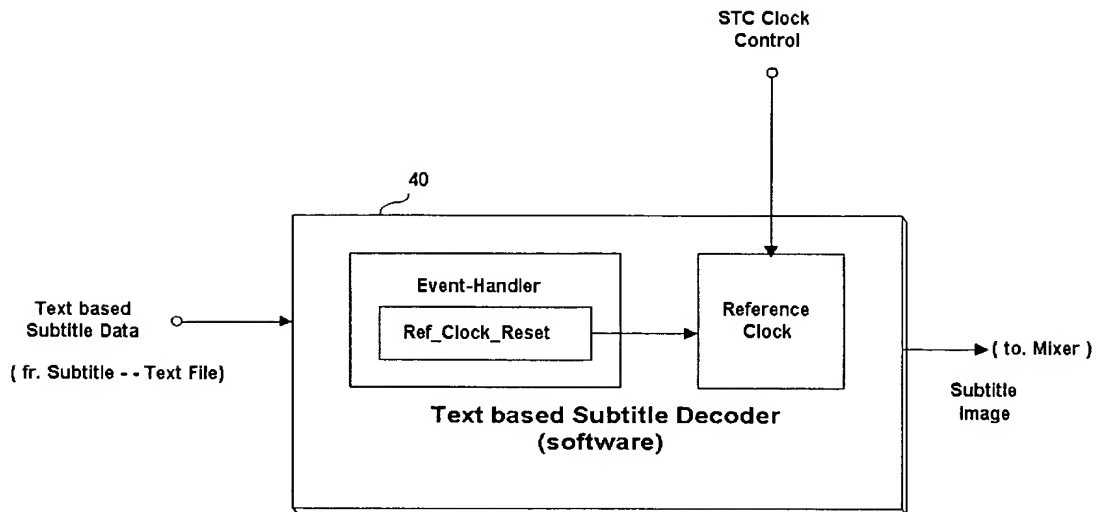 STC Clock
Control
40
Event-Handler
Ref_Clock_Reset
Reference
Clock
Text based
Subtitle Data
( fr. Subtitle - - Text File)
Text based Subtitle Decoder
(software)
( to. Mixer )
Subtitle
Image